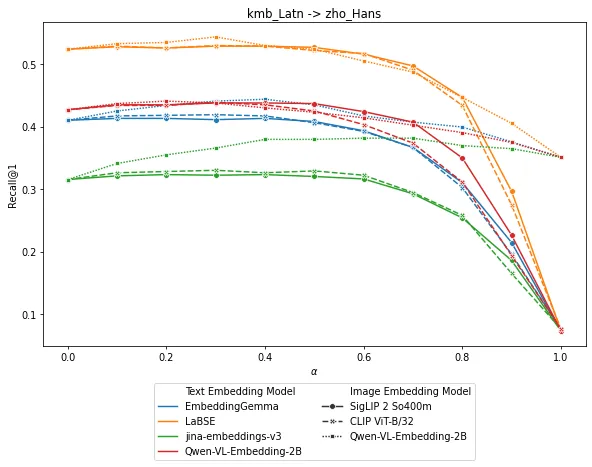 kmb_Latn -> zho_Hans
Recall@1
0.5
0.4
0.3
0.2
0.1
0.0 0.2 0.4 0.6 0.8 1.0
α
Text Embedding Model
EmbeddingGemma
LaBSE
jina-embeddings-v3
Qwen-VL-Embedding-2B
Image Embedding Model
SigLIP 2 So400m
CLIP ViT-B/32
Qwen-VL-Embedding-2B